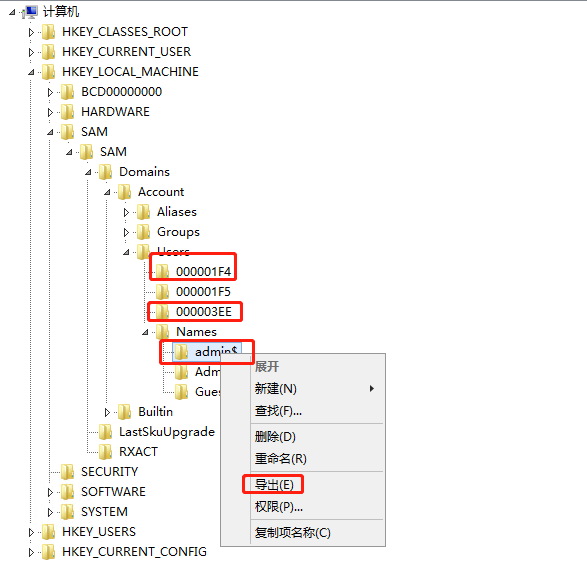 计算机
HKEY_CLASSES_ROOT
HKEY_CURRENT_USER
HKEY_LOCAL_MACHINE
BCD00000000
HARDWARE
SAM
SAM
Domains
Account
Aliases
Groups
Users
000001F4
000001F5
000003EE
Names
admin$
展开
Adm
新建(N)
Gues
查找(F)...
Builtin
删除(D)
LastSkuUpgrade
重命名(R)
RXACT
SECURITY
导出(E)
SOFTWARE
权限(P)...
SYSTEM
HKEY_USERS
复制项名称(C)
HKEY_CURRENT_CONFIG